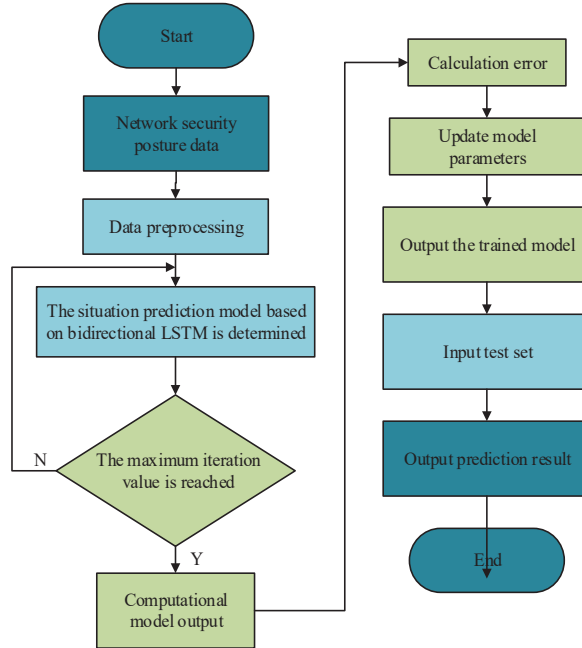 Start
Network security
posture data
Data preprocessing
The situation prediction model based
on bidirectional LSTM is determined
N
The maximum iteration
value is reached
Y
Computational
model output
Calculation error
Update model
parameters
Output the trained model
Input test set
Output prediction result
End